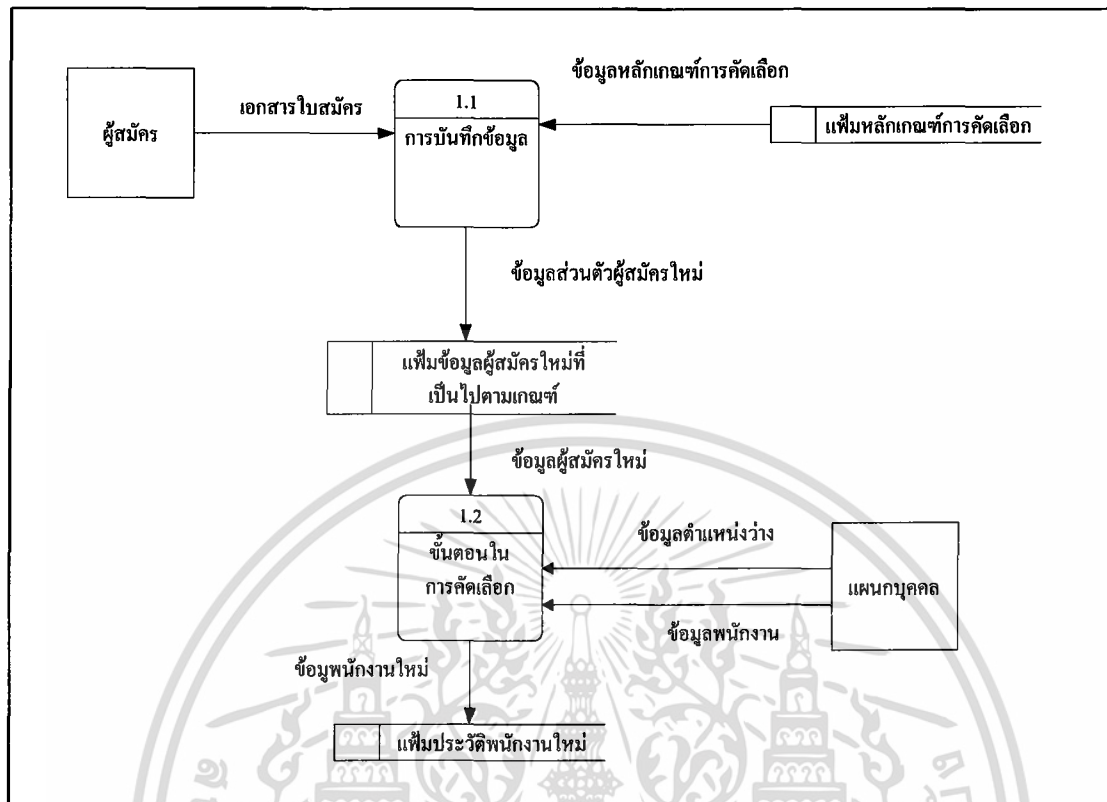 ข้อมูลหลักเกณฑ์การคัดเลือก
เอกสารใบสมัคร
1.1
ผู้สมัคร
การบันทึกข้อมูล
แฟ้มหลักเกณฑ์การคัดเลือก
ข้อมูลส่วนตัวผู้สมัครใหม่
แฟ้มข้อมูลผู้สมัครใหม่ที่
เป็นไปตามเกณฑ์
ข้อมูลผู้สมัครใหม่
1.2
ขั้นตอนใน
การคัดเลือก
ข้อมูลตำแหน่งว่าง
แผนกบุคคล
ข้อมูลพนักงาน
ข้อมูพนักงานใหม่
แฟ้มประวัติพนักงานใหม่